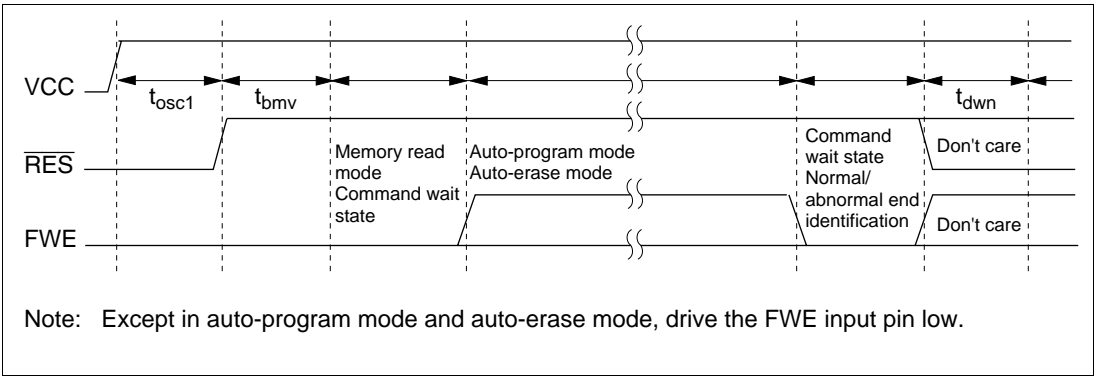 VCC
tosc1
tbmv
tdwn
RES
Memory read
mode
Command wait
state
Auto-program mode
Auto-erase mode
Command
wait state
Normal/
abnormal end
identification
Don't care
FWE
Don't care
Note: Except in auto-program mode and auto-erase mode, drive the FWE input pin low.